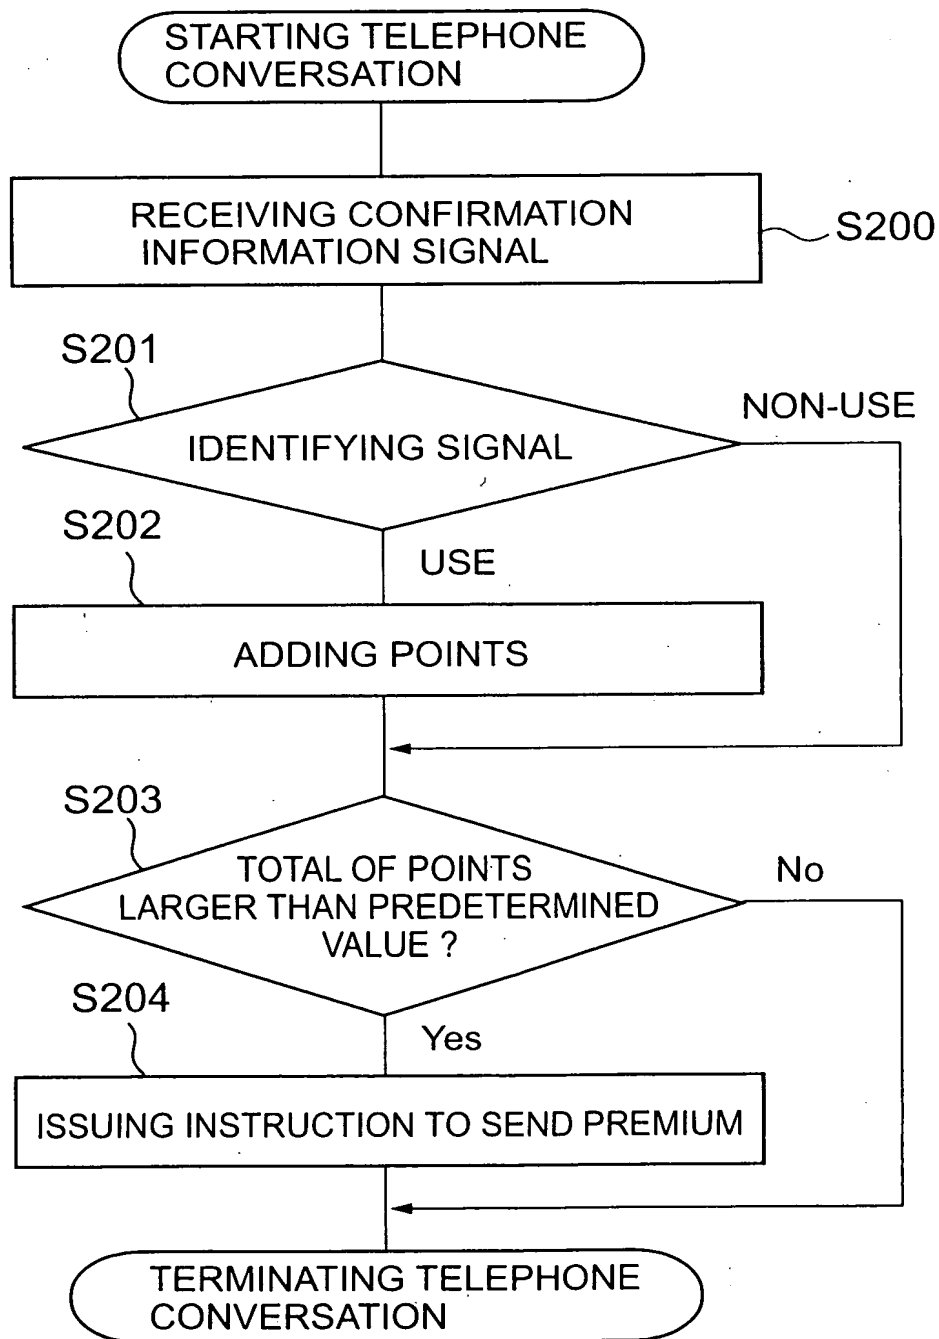 STARTING TELEPHONE
CONVERSATION
RECEIVING CONFIRMATION
INFORMATION SIGNAL
S200
S201
NON-USE
IDENTIFYING SIGNAL
S202
USE
ADDING POINTS
S203
TOTAL OF POINTS
LARGER THAN PREDETERMINED
VALUE ?
No
S204
Yes
ISSUING INSTRUCTION TO SEND PREMIUM
TERMINATING TELEPHONE
CONVERSATION